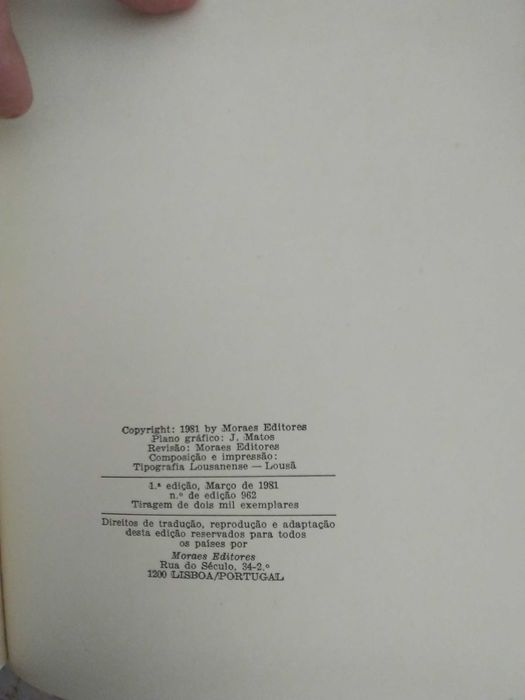 Copyright: 1981 by Moraes Editores
Plano gráfico: J. Matos
Revisão: Moraes Editores
Composição e impressão:
Tipografia Lousanense — Lousã
1.ª edição, Março de 1981
n.º de edição 962
Tiragem de dois mil exemplares
Direitos de tradução, reprodução e adaptação
desta edição reservados para todos
os países por
Moraes Editores
Rua do Século, 34-2.º
1200 LISBOA/PORTUGAL